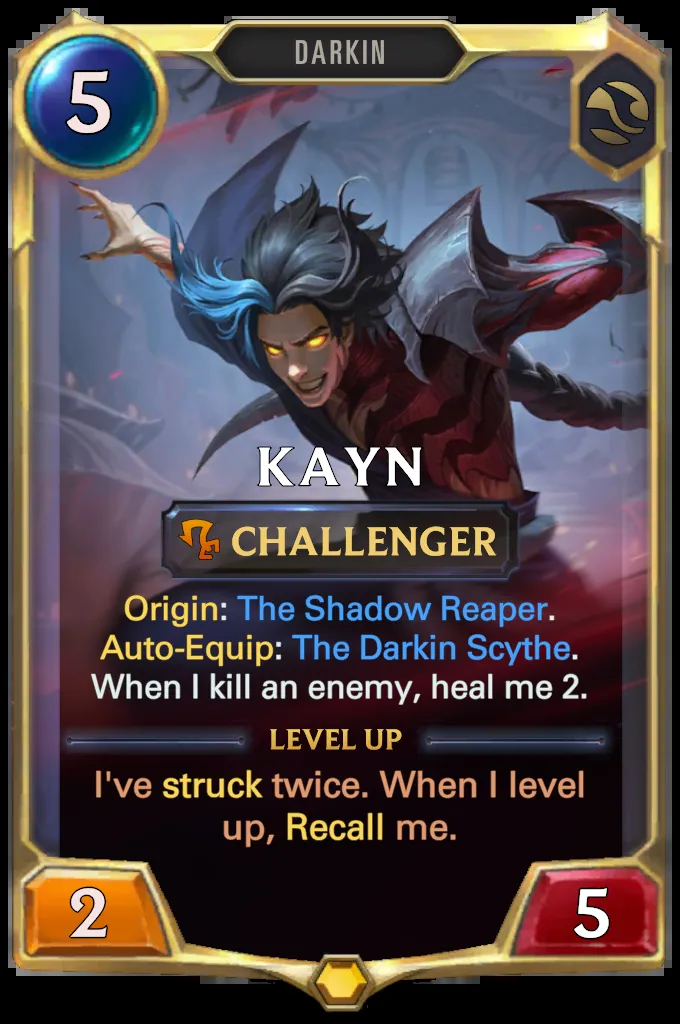 DARKIN
5
KAYN
CHALLENGER
Origin: The Shadow Reaper.
Auto-Equip: The Darkin Scythe.
When I kill an enemy, heal me 2.
LEVEL UP
I've struck twice. When I level
up, Recall me.
2
5